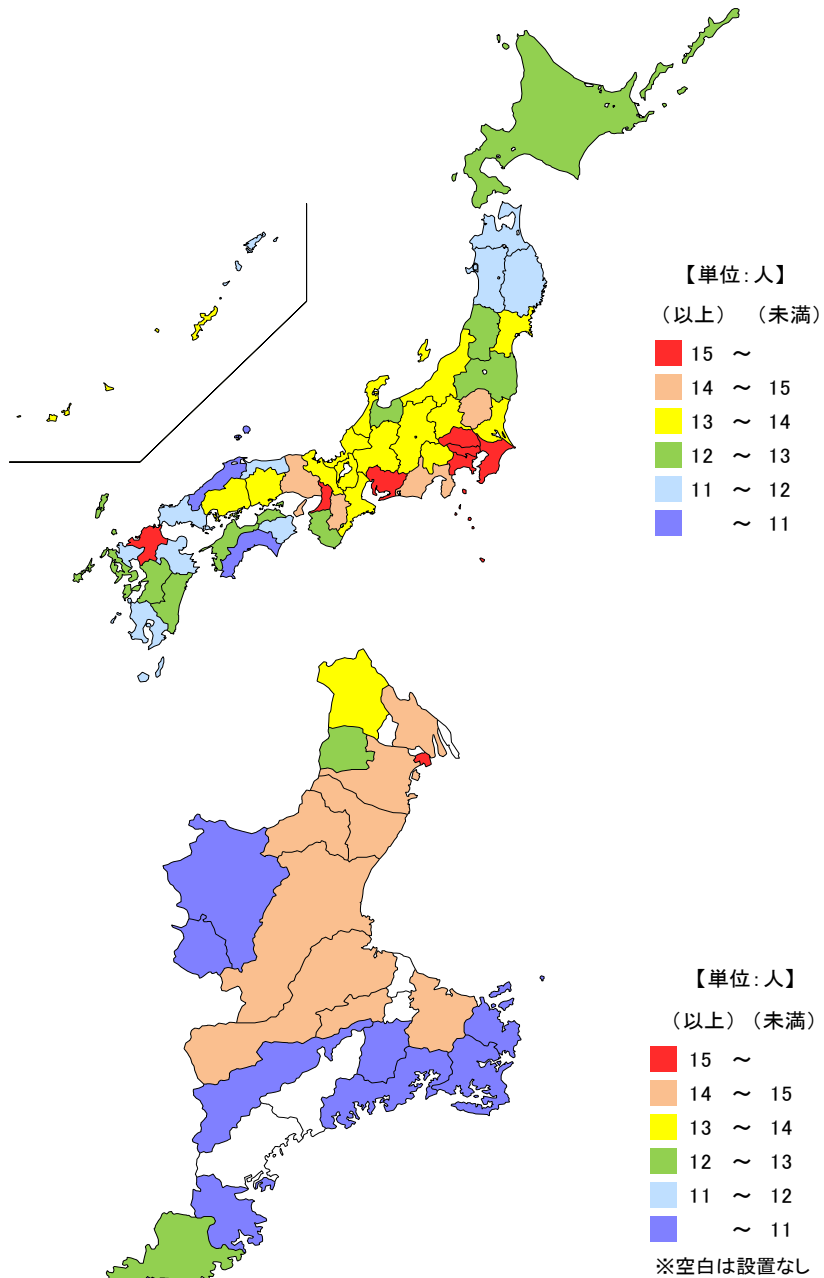 【単位：人】
（以上）　（未満）
15　～
14　～　15
13　～　14
12　～　13
11　～　12
～　11
【単位：人】
（以上）　（未満）
15　～
14　～　15
13　～　14
12　～　13
11　～　12
～　11
※空白は設置なし